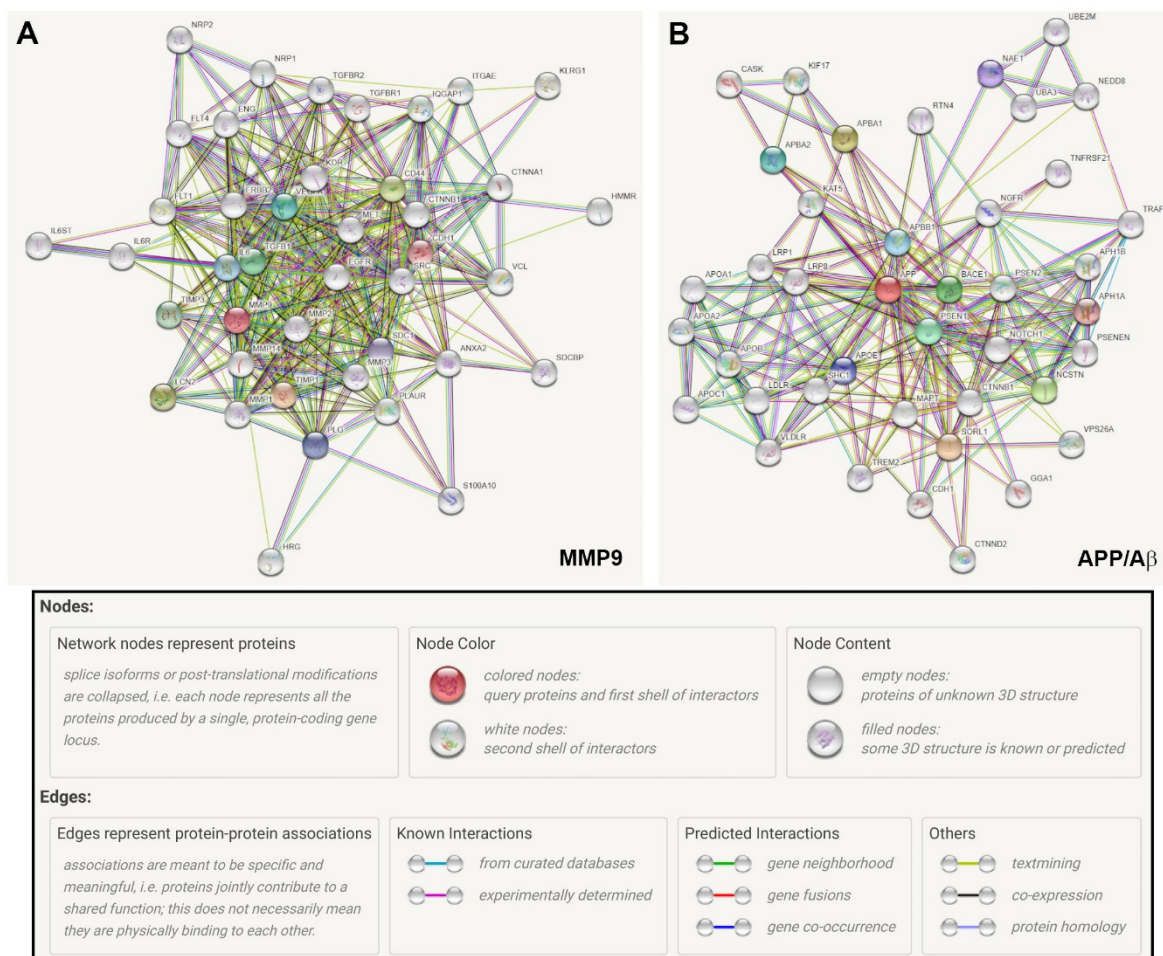 A
NRP2
NRP1
TGFBR2
TGFBR1
ITGAE
KLRG1
IQGAP1
ENG
FLT4
KDR
CD44
CTNNA1
ERBB2
FLT1
CTNNB1
HMMR
MET
CDH1
IL6ST
IL6R
IL6
TGFB1
EGFR
SRC
VCL
TIMP3
MMP9
MMP2
SDC1
MMP14
ANXA2
SDCBP
MMP3
LCN2
TIMP1
MMP1
PLAUR
PLG
S100A10
HRG
MMP9
B
UBE2M
CASK
KIF17
NAE1
NEDD8
UBA3
RTN4
APBA1
APBA2
TNFRSF21
KAT5
NGFR
APBB1
LRP1
LRP8
APH1B
APOA1
APP
BACE1
PSEN2
APH1A
APOA2
PSEN1
NOTCH1
PSENEN
APOB
APOE
SHC1
NCSTN
LDLR
CTNNB1
APOC1
MAPT
VLDLR
SORL1
VPS26A
TREM2
GGA1
CDH1
CTNND2
APP/Aβ
Nodes:
Network nodes represent proteins
splice isoforms or post-translational modifications
are collapsed, i.e. each node represents all the
proteins produced by a single, protein-coding gene
locus.
Node Color
colored nodes:
query proteins and first shell of interactors
white nodes:
second shell of interactors
Node Content
empty nodes:
proteins of unknown 3D structure
filled nodes:
some 3D structure is known or predicted
Edges:
Edges represent protein-protein associations
associations are meant to be specific and
meaningful, i.e. proteins jointly contribute to a
shared function; this does not necessarily mean
they are physically binding to each other.
Known Interactions
from curated databases
experimentally determined
Predicted Interactions
gene neighborhood
gene fusions
gene co-occurrence
Others
textmining
co-expression
protein homology